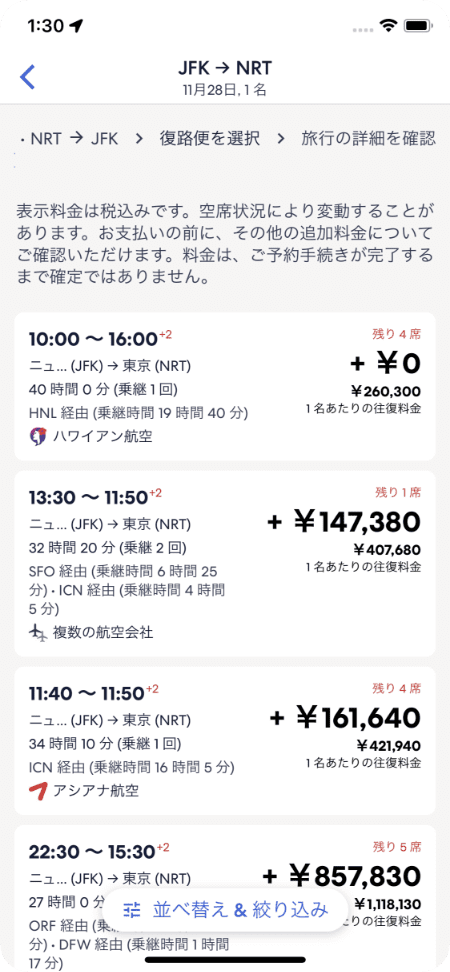 1:30
JFK → NRT
11月28日, 1 名
· NRT → JFK > 復路便を選択 > 旅行の詳細を確認
表示料金は税込みです。空席状況により変動することが
あります。お支払いの前に、その他の追加料金について
ご確認いただけます。料金は、ご予約手続きが完了する
まで確定ではありません。
10:00 〜 16:00+2
残り 4 席
ニュ... (JFK) → 東京 (NRT)
+ ¥0
40 時間 0 分 (乗継 1 回)
¥260,300
HNL 経由 (乗継時間 19 時間 40 分)
1 名あたりの往復料金
ハワイアン航空
13:30 〜 11:50+2
残り 1 席
ニュ... (JFK) → 東京 (NRT)
+ ¥147,380
32 時間 20 分 (乗継 2 回)
¥407,680
SFO 経由 (乗継時間 6 時間 25
1 名あたりの往復料金
分) • ICN 経由 (乗継時間 4 時間
5 分)
複数の航空会社
11:40 〜 11:50+2
残り 4 席
ニュ... (JFK) → 東京 (NRT)
+ ¥161,640
34 時間 10 分 (乗継 1 回)
¥421,940
ICN 経由 (乗継時間 16 時間 5 分)
1 名あたりの往復料金
アシアナ航空
22:30 〜 15:30+2
残り 5 席
ニュ... (JFK) → 東京 (NRT)
+ ¥857,830
27 時間 0 分
¥1,118,130
並べ替え & 絞り込み
ORF 経由 (
の往復料金
分) • DFW 経由 (乗継時間 1 時間
17 分)